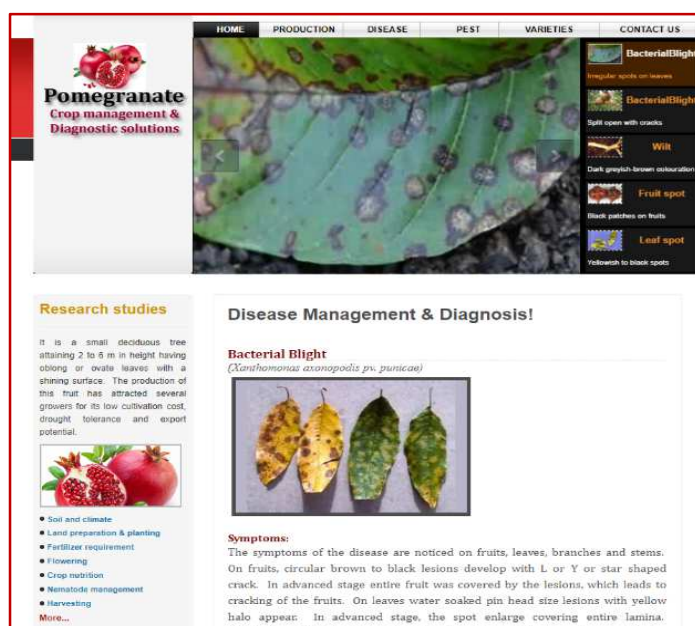 HOME PRODUCTION DISEASE PEST VARIETIES CONTACT US
Pomegranate
Crop management &
Diagnostic solutions
BacterialBlight
Irregular spots on leaves
BacterialBlight
Split open with cracks
Wilt
Dark greyish-brown colouration
Fruit spot
Black patches on fruits
Leaf spot
Yellowish to black spots
Research studies
It is a small deciduous tree
attaining 2 to 6 m in height having
oblong or ovate leaves with a
shining surface. The production of
this fruit has attracted several
growers for its low cultivation cost,
drought tolerance and export
potential.
Soil and climate
Land preparation & planting
Fertilizer requirement
Flowering
Crop nutrition
Nematode management
Harvesting
More...
Disease Management & Diagnosis!
Bacterial Blight
(Xanthomonas axonopodis pv. punicae)
Symptoms:
The symptoms of the disease are noticed on fruits, leaves, branches and stems.
On fruits, circular brown to black lesions develop with L or Y or star shaped
crack. In advanced stage entire fruit was covered by the lesions, which leads to
cracking of the fruits. On leaves water soaked pin head size lesions with yellow
halo appear. In advanced stage, the spot enlarge covering entire lamina.